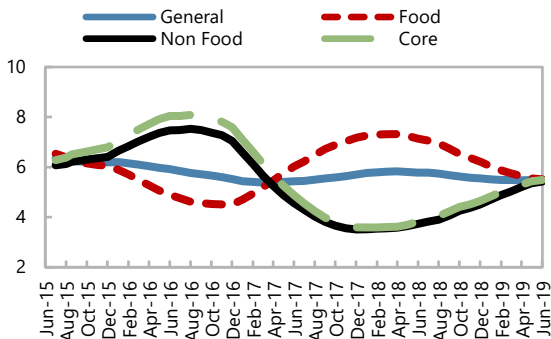 General Food
Non Food Core
10
8
6
4
2
Jun-15 Aug-15 Oct-15 Dec-15 Feb-16 Apr-16 Jun-16 Aug-16 Oct-16 Dec-16 Feb-17 Apr-17 Jun-17 Aug-17 Oct-17 Dec-17 Feb-18 Apr-18 Jun-18 Aug-18 Oct-18 Dec-18 Feb-19 Apr-19 Jun-19